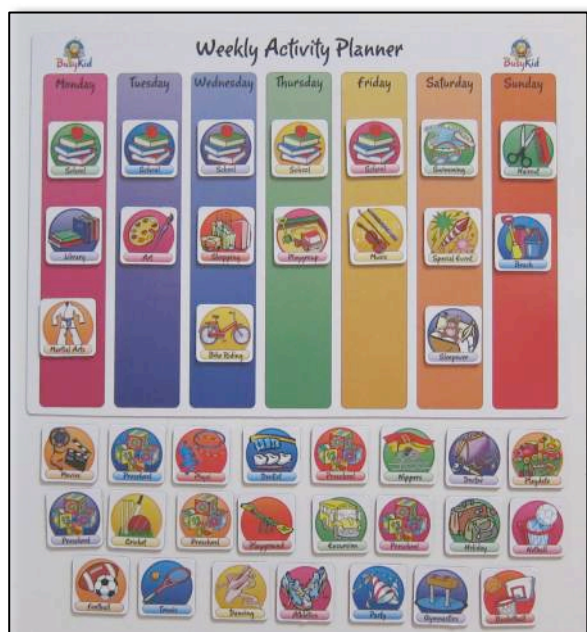 Weekly Activity Planner
BusyKid
BusyKid
Monday Tuesday Wednesday Thursday Friday Saturday Sunday
School School School School School Swimming Haircut
Library Art Shopping Playgroup Music Special Event Beach
Martial Arts Bike Riding Sleepover
Movies Preschool Dentist Preschool Nippers Doctor Playdate
Preschool Cricket Preschool Playground Excursion Preschool Holiday Netball
Football Tennis Dancing Athletics Party Gymnastics Basketball